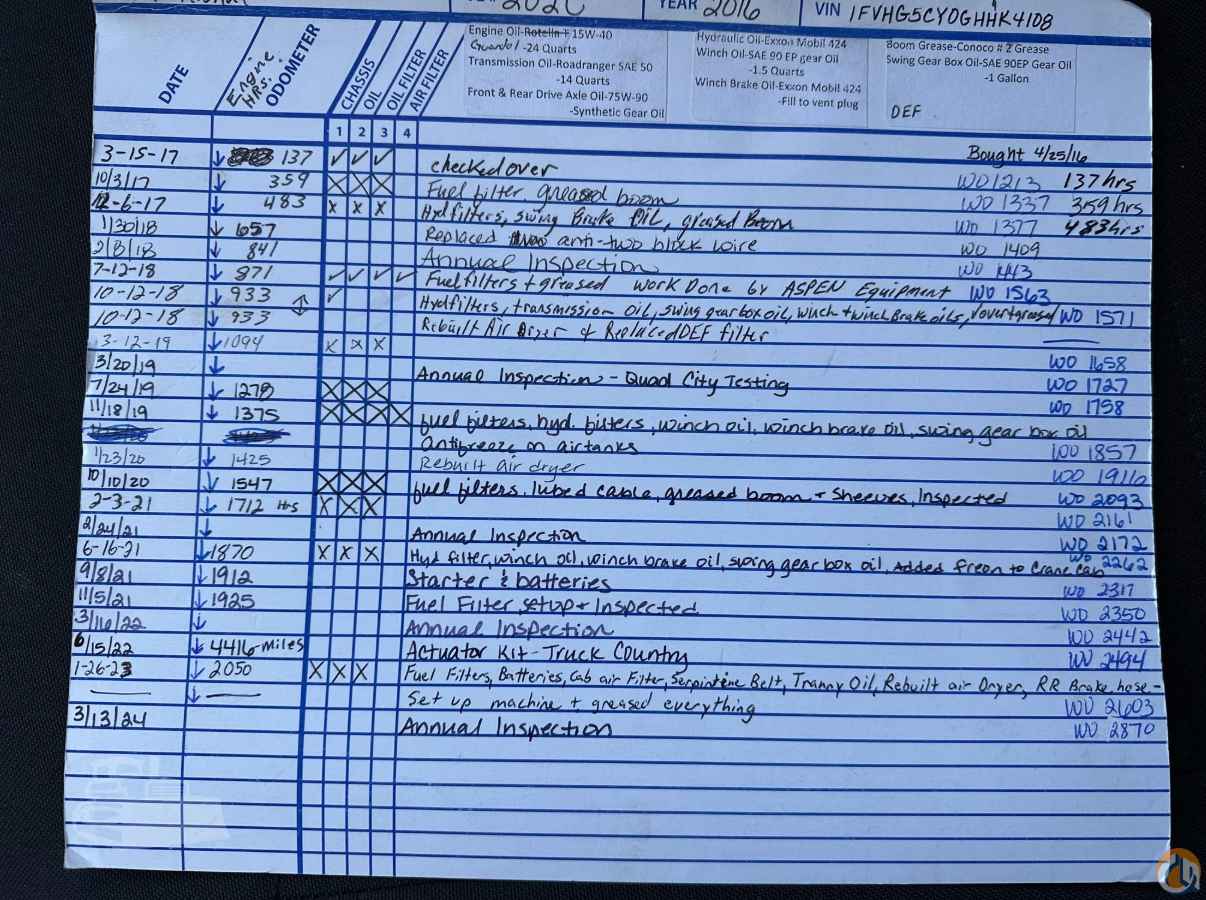 202C YEAR 2016 VIN 1FVHG5CY0GHHK4108
DATE
Engine HRS. ODOMETER
CHASSIS
OIL
OIL FILTER
AIR FILTER
Engine Oil-Rotella t 15W-40
Guardol -24 Quarts
Transmission Oil-Roadranger SAE 50
-14 Quarts
Front & Rear Drive Axle Oil-75W-90
-Synthetic Gear Oil
Hydraulic Oil-Exxon Mobil 424
Winch Oil-SAE 90 EP gear Oil
-1.5 Quarts
Winch Brake Oil-Exxon Mobil 424
-Fill to vent plug
Boom Grease-Conoco # 2 Grease
Swing Gear Box Oil-SAE 90EP Gear Oil
-1 Gallon
DEF
1 2 3 4
Bought 4/25/16
3-15-17 ↓ 137 ✓ ✓ ✓ checked over WO 1213 137 hrs
10/3/17 ↓ 359 X X X Fuel filter, greased boom WO 1337 359 hrs
12-6-17 ↓ 483 X X X Hyd filters, swing Brake Oil, greased Boom WO 1377 483 hrs
1/30/18 ↓ 657 Replaced anti-two block wire WO 1409
2/8/18 ↓ 841 Annual Inspection WO 1443
7-12-18 ↓ 871 ✓ ✓ ✓ ✓ Fuel filters + greased work Done by ASPEN Equipment WO 1563
10-12-18 ↓ 933 ✓ Hyd filters, transmission oil, swing gear box oil, winch + winch Brake oils, greased WO 1571
10-12-18 ↓ 933 Rebuilt Air Dryer & Replaced DEF filter
3-12-19 ↓ 1094 X X X WO 1658
3/20/19 ↓ Annual Inspection - Quad City Testing WO 1727
7/24/19 ↓ 1278 X X X WO 1758
11/18/19 ↓ 1375 X X X X fuel filters, hyd. filters, winch oil, winch brake oil, swing gear box oil
Antifreeze in airtanks WO 1857
1/23/20 ↓ 1425 Rebuilt air dryer WO 1916
10/10/20 ↓ 1547 X X X fuel filters, lubed cable, greased boom + sheeves, Inspected WO 2093
2-3-21 ↓ 1712 Hrs X X X WO 2161
2/24/21 ↓ Annual Inspection WO 2172
6-16-21 ↓ 1870 X X X Hyd filter, winch oil, winch brake oil, swing gear box oil, Added freon to Crane Cab WO 2262
9/8/21 ↓ 1912 Starter & batteries WO 2317
11/5/21 ↓ 1925 Fuel Filter, setup + Inspected WO 2350
3/16/22 ↓ Annual Inspection WO 2442
6/15/22 ↓ 4416-Miles Actuator Kit - Truck Country WO 2494
1-26-23 ↓ 2050 X X X Fuel Filters, Batteries, Cab air Filter, Serpintine Belt, Tranny Oil, Rebuilt air Dryer, RR Brake hose-
↓ Set up machine + greased everything WO 2603
3/13/24 Annual Inspection WO 2870